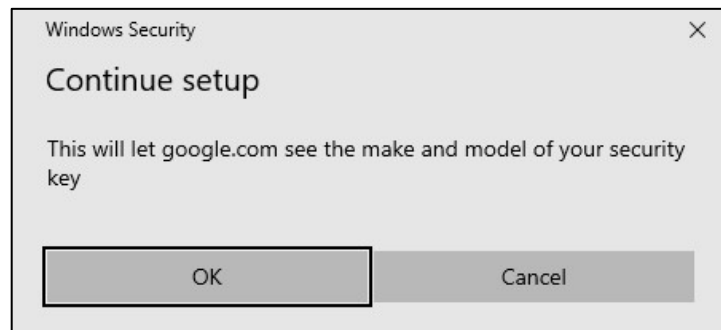 Windows Security
Continue setup
This will let google.com see the make and model of your security
key
OK
Cancel